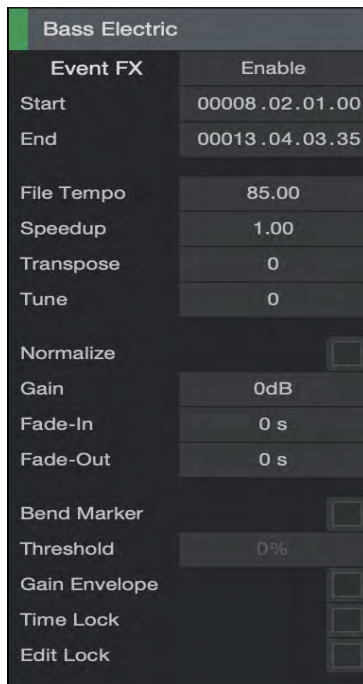 Bass Electric
Event FX Enable
Start 00008.02.01.00
End 00013.04.03.35
File Tempo 85.00
Speedup 1.00
Transpose 0
Tune 0
Normalize
Gain 0dB
Fade-In 0 s
Fade-Out 0 s
Bend Marker
Threshold 0%
Gain Envelope
Time Lock
Edit Lock